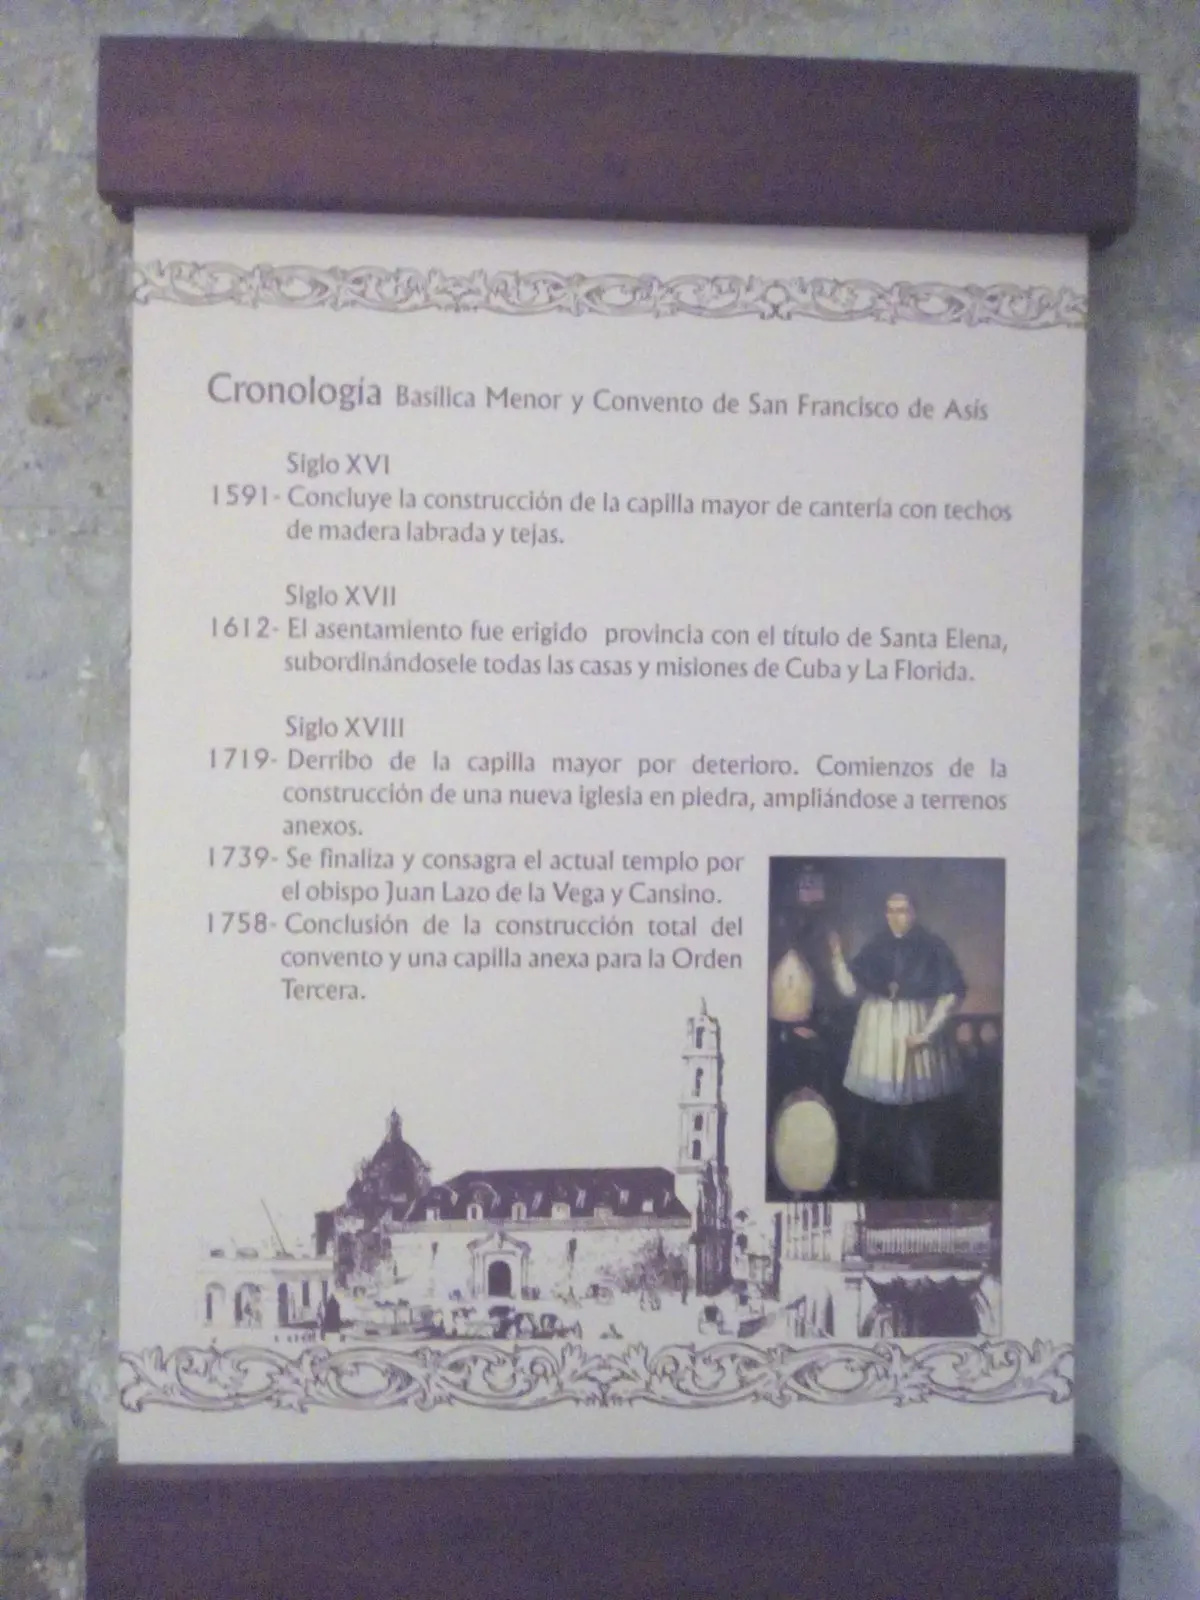 Cronología Basílica Menor y Convento de San Francisco de Asís
Siglo XVI
1591- Concluye la construcción de la capilla mayor de cantería con techos
de madera labrada y tejas.
Siglo XVII
1612- El asentamiento fue erigido provincia con el título de Santa Elena,
subordinándosele todas las casas y misiones de Cuba y La Florida.
Siglo XVIII
1719- Derribo de la capilla mayor por deterioro. Comienzos de la
construcción de una nueva iglesia en piedra, ampliándose a terrenos
anexos.
1739- Se finaliza y consagra el actual templo por
el obispo Juan Lazo de la Vega y Cansino.
1758- Conclusión de la construcción total del
convento y una capilla anexa para la Orden
Tercera.